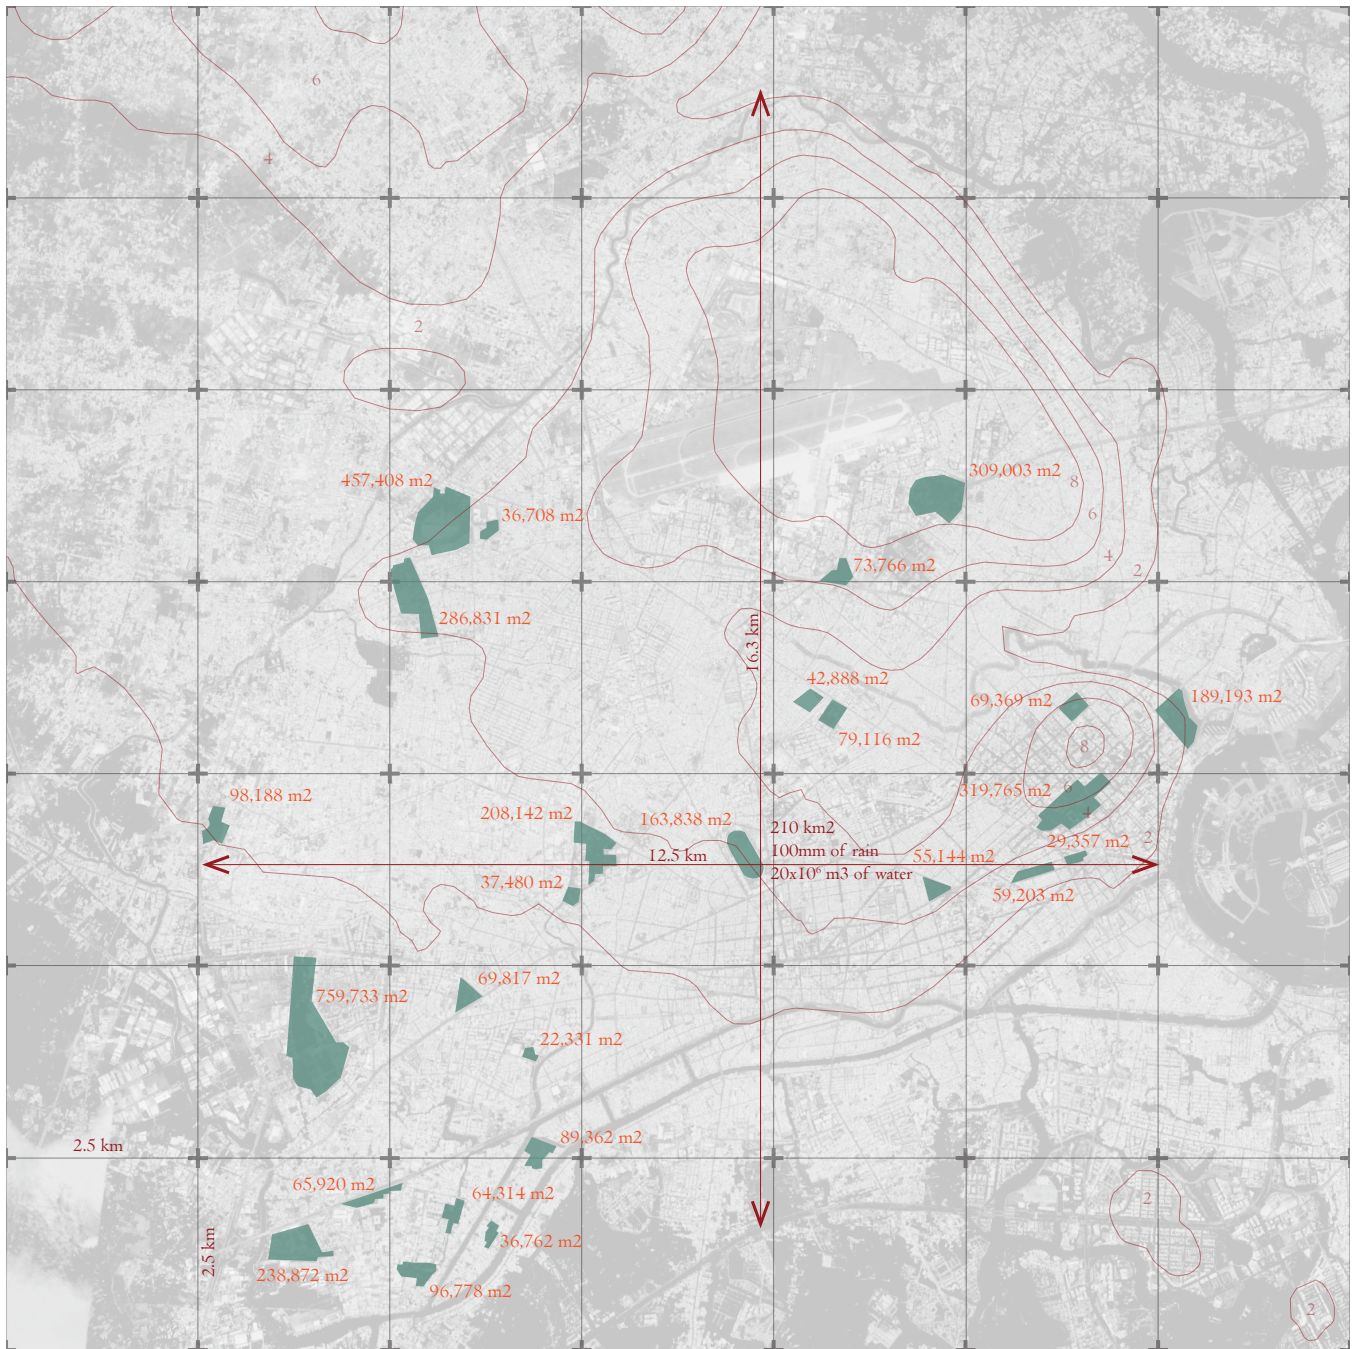 6
4
2
457,408 m2
309,003 m2
8
36,708 m2
6
4
73,766 m2
2
286,831 m2
16.3 km
42,888 m2
69,369 m2
189,193 m2
79,116 m2
8
98,188 m2
319,765 m2
6
208,142 m2
163,838 m2
4
210 km2
29,357 m2
2
12.5 km
100mm of rain
55,144 m2
20x10⁶ m3 of water
37,480 m2
59,203 m2
69,817 m2
759,733 m2
22,331 m2
2.5 km
89,362 m2
65,920 m2
64,314 m2
2
36,762 m2
2.5 km
238,872 m2
96,778 m2
2